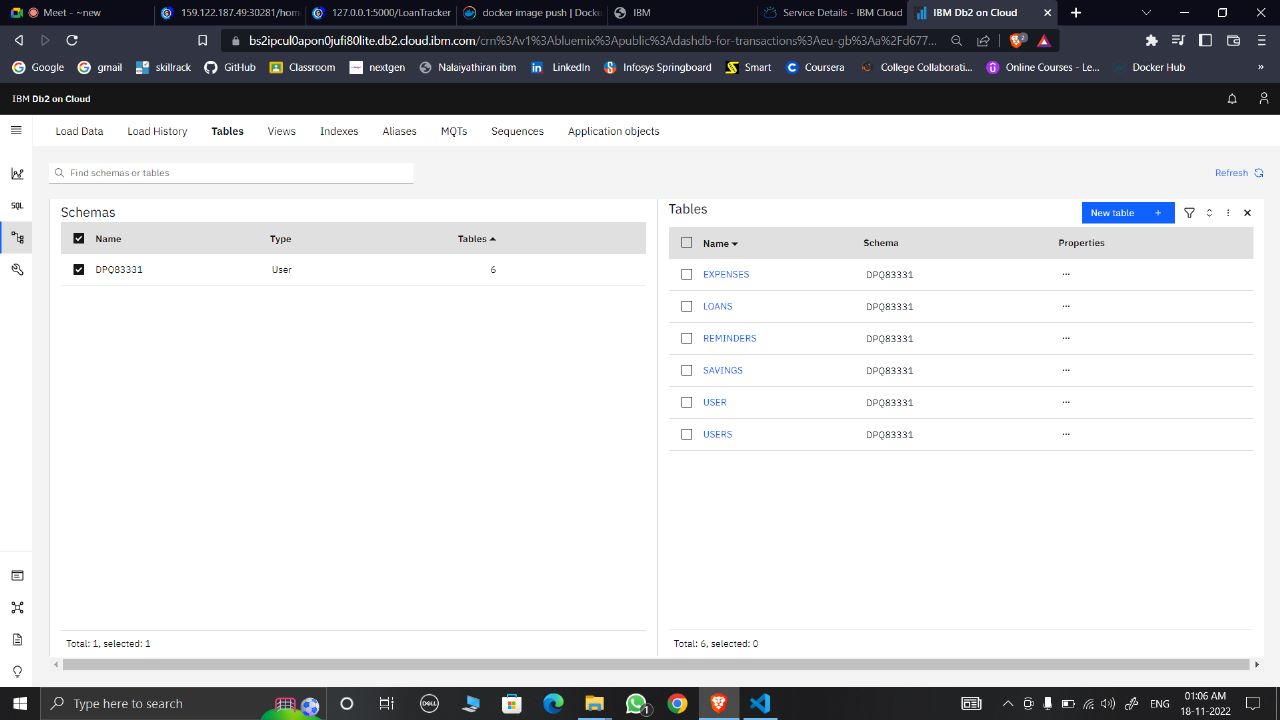 Meet - ~new
159.122.187.49:30281/hom
127.0.0.1:5000/LoanTracker
docker image push | Docke
IBM
Service Details - IBM Cloud
IBM Db2 on Cloud
bs2ipcul0apon0jufi80lite.db2.cloud.ibm.com/crn%3Av1%3Abluemix%3Apublic%3Adashdb-for-transactions%3Aeu-gb%3Aa%2Fd677...
2
Google
gmail
skillrack
GitHub
Classroom
nextgen
Nalaiyathiran ibm
LinkedIn
Infosys Springboard
Smart
Coursera
College Collaborati...
Online Courses - Le...
Docker Hub
»
IBM Db2 on Cloud
Load Data
Load History
Tables
Views
Indexes
Aliases
MQTs
Sequences
Application objects
Find schemas or tables
Refresh
SQL
Schemas
Name Type Tables
DPQ83331 User 6
Total: 1, selected: 1
Tables
New table +
Name Schema Properties
EXPENSES DPQ83331 ...
LOANS DPQ83331 ...
REMINDERS DPQ83331 ...
SAVINGS DPQ83331 ...
USER DPQ83331 ...
USERS DPQ83331 ...
Total: 6, selected: 0
Type here to search
DELL
1
ENG
01:06 AM
18-11-2022